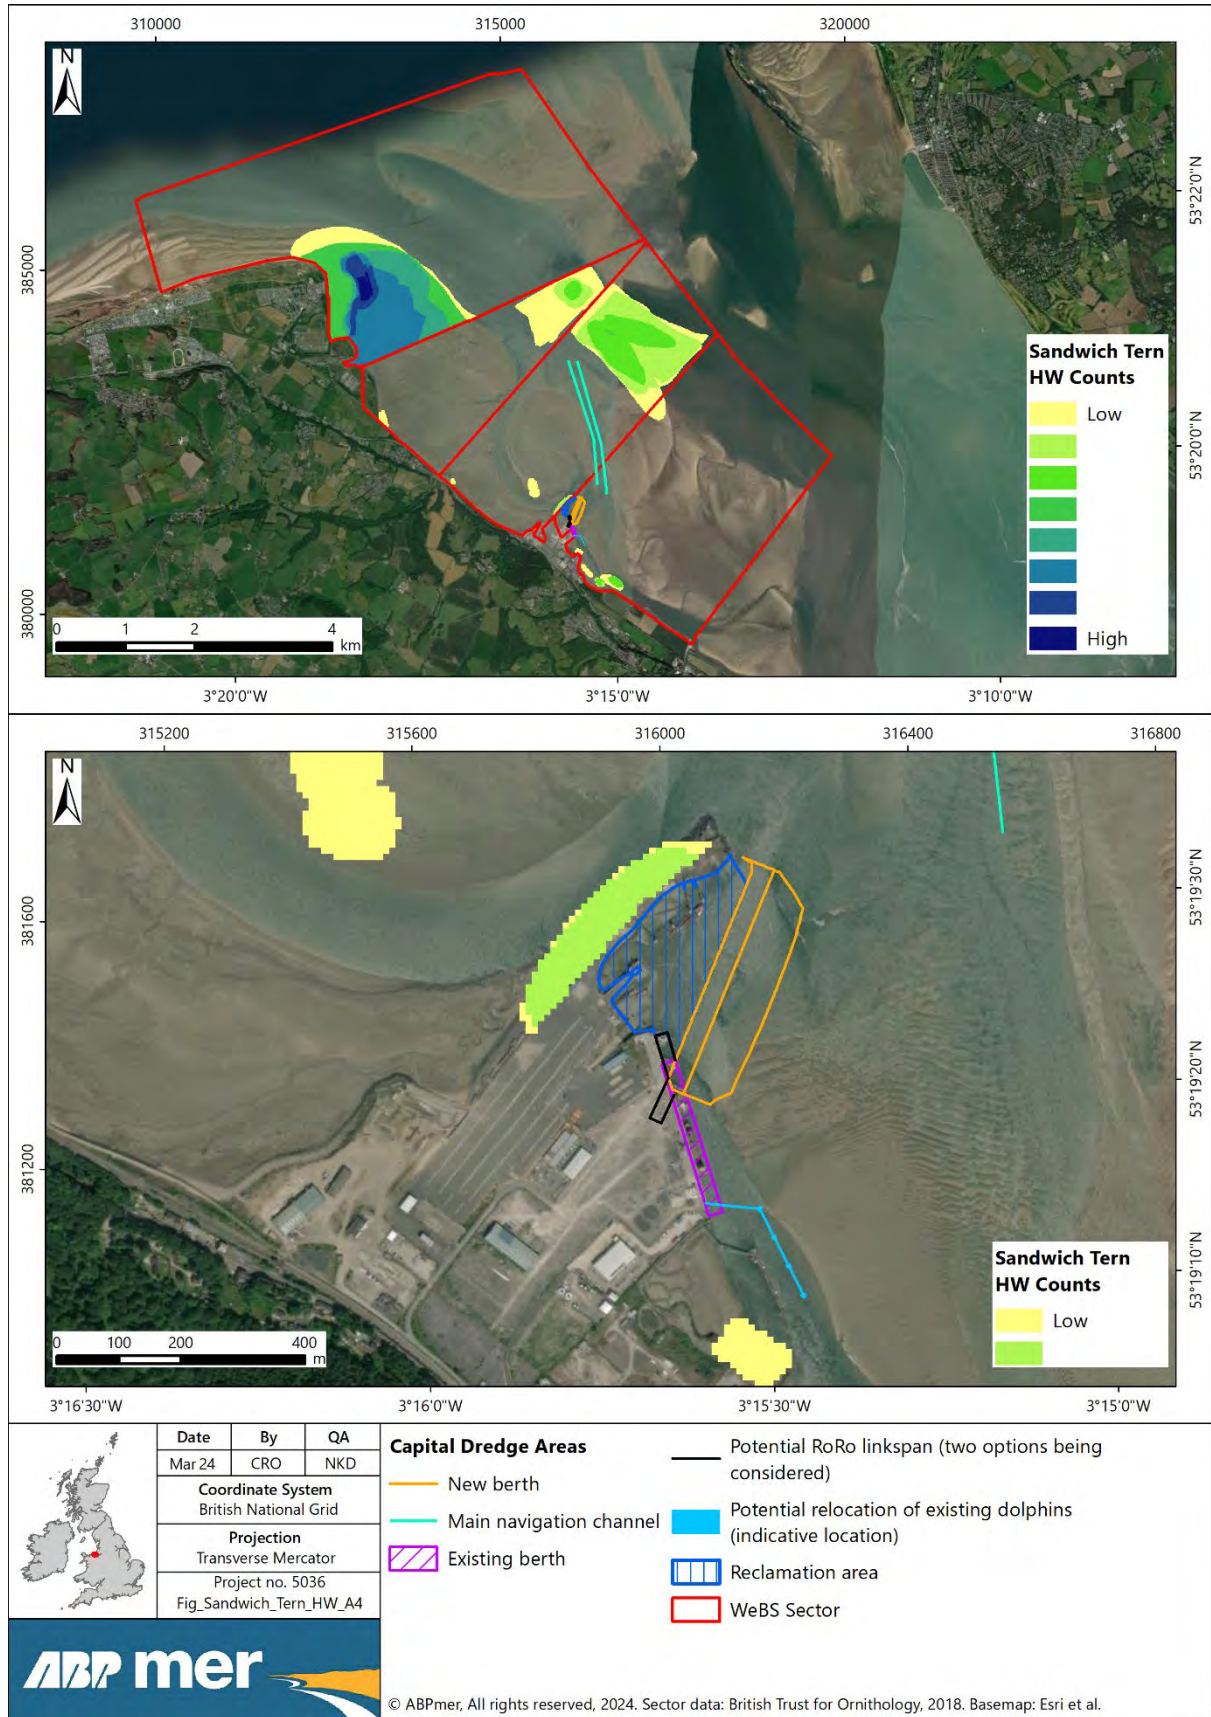 310000
315000
320000
N
385000
380000
53°22'0"N
53°20'0"N
Sandwich Tern
HW Counts
Low
High
0 1 2 4
km
3°20'0"W
3°15'0"W
3°10'0"W
315200
315600
316000
316400
316800
N
381600
381200
53°19'30"N
53°19'20"N
53°19'10"N
Sandwich Tern
HW Counts
Low
0 100 200 400
m
3°16'30"W
3°16'0"W
3°15'30"W
3°15'0"W
Date By QA
Mar 24 CRO NKD
Coordinate System
British National Grid
Projection
Transverse Mercator
Project no. 5036
Fig_Sandwich_Tern_HW_A4
ABPmer
Capital Dredge Areas
New berth
Main navigation channel
Existing berth
Potential RoRo linkspan (two options being
considered)
Potential relocation of existing dolphins
(indicative location)
Reclamation area
WeBS Sector
© ABPmer, All rights reserved, 2024. Sector data: British Trust for Ornithology, 2018. Basemap: Esri et al.